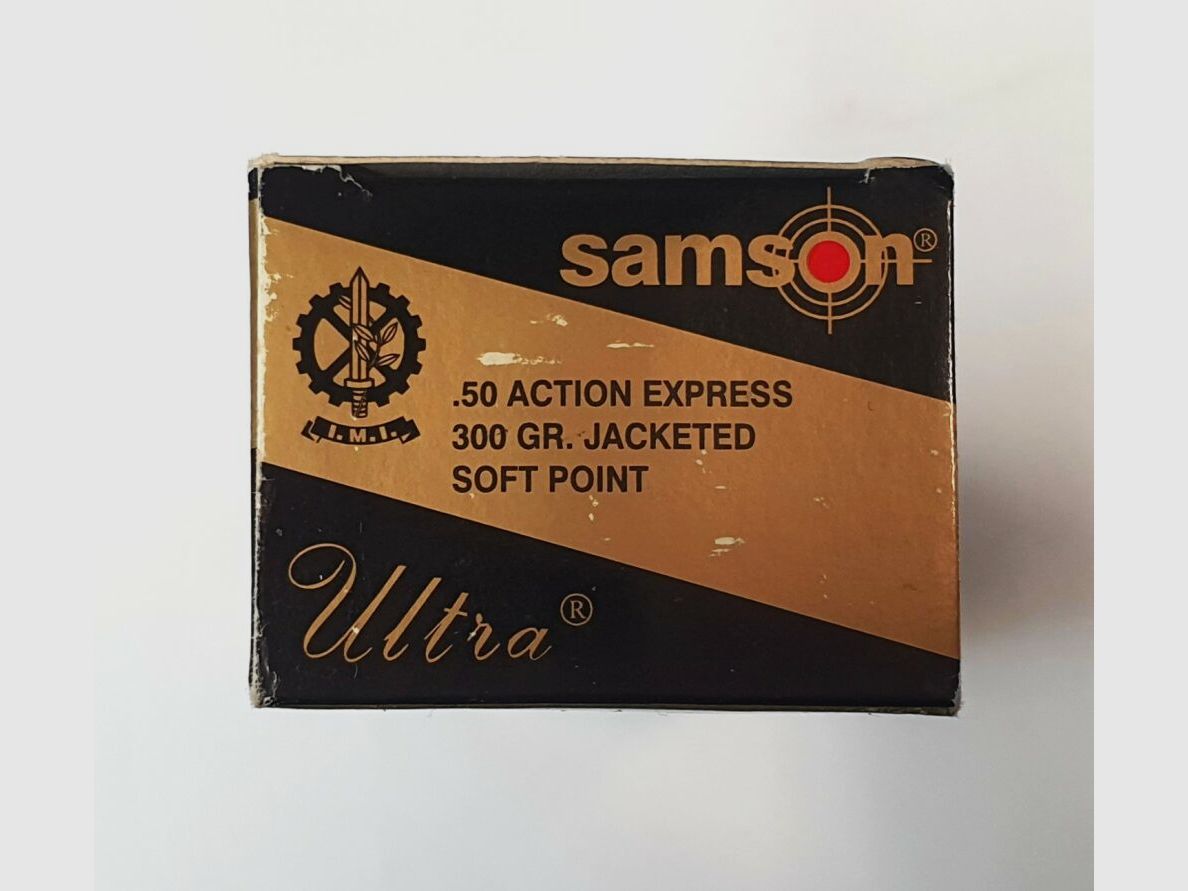 samson®
I.M.I.
.50 ACTION EXPRESS
300 GR. JACKETED
SOFT POINT
Ultra®